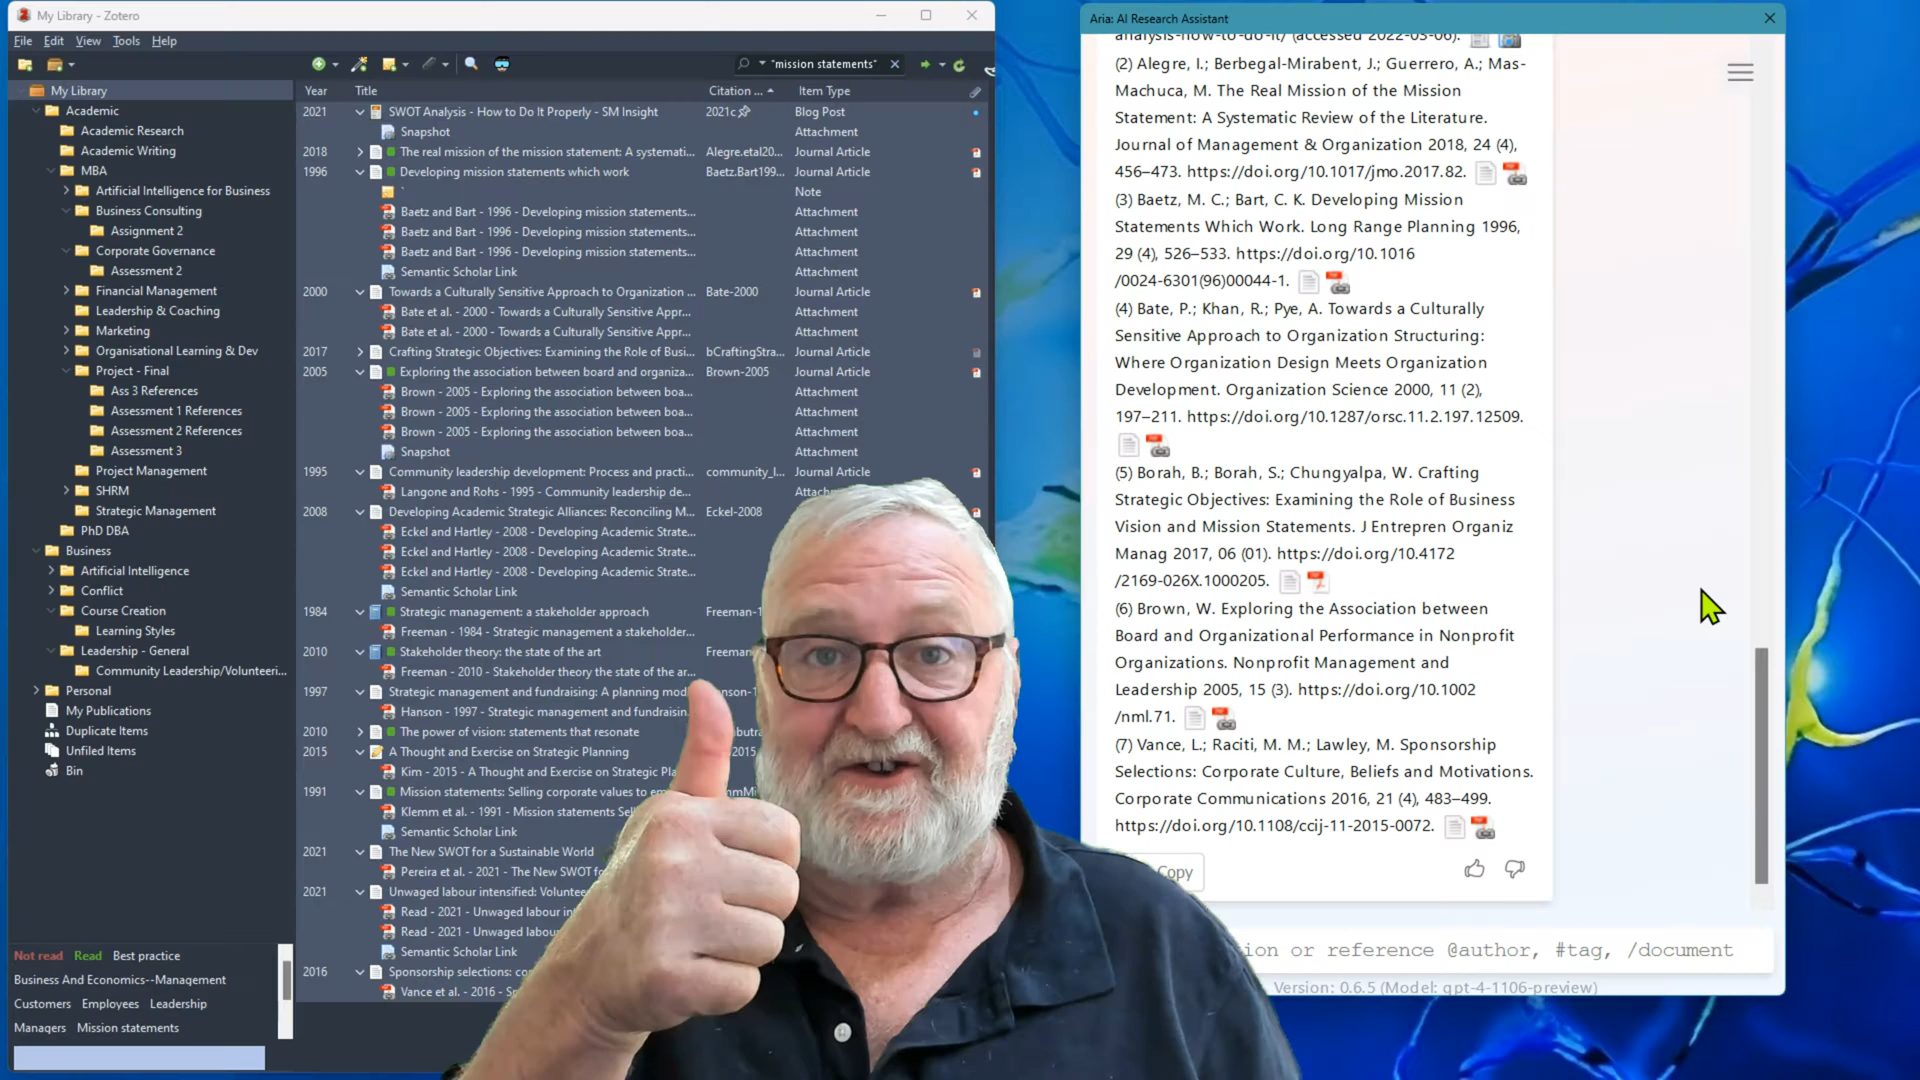 My Library - Zotero
File Edit View Tools Help
"mission statements"
My Library
Academic
Academic Research
Academic Writing
MBA
Artificial Intelligence for Business
Business Consulting
Assignment 2
Corporate Governance
Assessment 2
Financial Management
Leadership & Coaching
Marketing
Organisational Learning & Dev
Project - Final
Ass 3 References
Assessment 1 References
Assessment 2 References
Assessment 3
Project Management
SHRM
Strategic Management
PhD DBA
Business
Artificial Intelligence
Conflict
Course Creation
Learning Styles
Leadership - General
Community Leadership/Volunteeri...
Personal
My Publications
Duplicate Items
Unfiled Items
Bin
Not read Read Best practice
Business And Economics--Management
Customers Employees Leadership
Managers Mission statements
Year Title Citation ... Item Type
2021 SWOT Analysis - How to Do It Properly - SM Insight 2021c Blog Post
Snapshot Attachment
2018 The real mission of the mission statement: A systemati... Alegre.etal20... Journal Article
1996 Developing mission statements which work Baetz.Bart199... Journal Article
` Note
Baetz and Bart - 1996 - Developing mission statements... Attachment
Baetz and Bart - 1996 - Developing mission statements... Attachment
Baetz and Bart - 1996 - Developing mission statements... Attachment
Semantic Scholar Link Attachment
2000 Towards a Culturally Sensitive Approach to Organization ... Bate-2000 Journal Article
Bate et al. - 2000 - Towards a Culturally Sensitive Appr... Attachment
Bate et al. - 2000 - Towards a Culturally Sensitive Appr... Attachment
2017 Crafting Strategic Objectives: Examining the Role of Busi... bCraftingStra... Journal Article
2005 Exploring the association between board and organiza... Brown-2005 Journal Article
Brown - 2005 - Exploring the association between boa... Attachment
Brown - 2005 - Exploring the association between boa... Attachment
Brown - 2005 - Exploring the association between boa... Attachment
Snapshot Attachment
1995 Community leadership development: Process and practi... community_l... Journal Article
Langone and Rohs - 1995 - Community leadership de...
2008 Developing Academic Strategic Alliances: Reconciling M... Eckel-2008
Eckel and Hartley - 2008 - Developing Academic Strate...
Eckel and Hartley - 2008 - Developing Academic Strate...
Eckel and Hartley - 2008 - Developing Academic Strate...
Semantic Scholar Link
1984 Strategic management: a stakeholder approach Freeman-1
Freeman - 1984 - Strategic management a stakeholder...
2010 Stakeholder theory: the state of the art Freeman
Freeman - 2010 - Stakeholder theory the state of the ar...
1997 Strategic management and fundraising: A planning mod
Hanson - 1997 - Strategic management and fundraisin
2010 The power of vision: statements that resonate
2015 A Thought and Exercise on Strategic Planning 2015
Kim - 2015 - A Thought and Exercise on Strategic Pla
1991 Mission statements: Selling corporate values to em
Klemm et al. - 1991 - Mission statements Sel
Semantic Scholar Link
2021 The New SWOT for a Sustainable World
Pereira et al. - 2021 - The New SWOT fo
2021 Unwaged labour intensified: Voluntee
Read - 2021 - Unwaged labour in
Read - 2021 - Unwaged labou
Semantic Scholar Link
2016 Sponsorship selections: co
Vance et al. - 2016 - Sp
Aria: AI Research Assistant
analysis-how-to-do-it/ (accessed 2022-03-06).
(2) Alegre, I.; Berbegal-Mirabent, J.; Guerrero, A.; Mas-
Machuca, M. The Real Mission of the Mission
Statement: A Systematic Review of the Literature.
Journal of Management & Organization 2018, 24 (4),
456–473. https://doi.org/10.1017/jmo.2017.82.
(3) Baetz, M. C.; Bart, C. K. Developing Mission
Statements Which Work. Long Range Planning 1996,
29 (4), 526–533. https://doi.org/10.1016
/0024-6301(96)00044-1.
(4) Bate, P.; Khan, R.; Pye, A. Towards a Culturally
Sensitive Approach to Organization Structuring:
Where Organization Design Meets Organization
Development. Organization Science 2000, 11 (2),
197–211. https://doi.org/10.1287/orsc.11.2.197.12509.
(5) Borah, B.; Borah, S.; Chungyalpa, W. Crafting
Strategic Objectives: Examining the Role of Business
Vision and Mission Statements. J Entrepren Organiz
Manag 2017, 06 (01). https://doi.org/10.4172
/2169-026X.1000205.
(6) Brown, W. Exploring the Association between
Board and Organizational Performance in Nonprofit
Organizations. Nonprofit Management and
Leadership 2005, 15 (3). https://doi.org/10.1002
/nml.71.
(7) Vance, L.; Raciti, M. M.; Lawley, M. Sponsorship
Selections: Corporate Culture, Beliefs and Motivations.
Corporate Communications 2016, 21 (4), 483–499.
https://doi.org/10.1108/ccij-11-2015-0072.
Copy
ion or reference @author, #tag, /document
Version: 0.6.5 (Model: gpt-4-1106-preview)